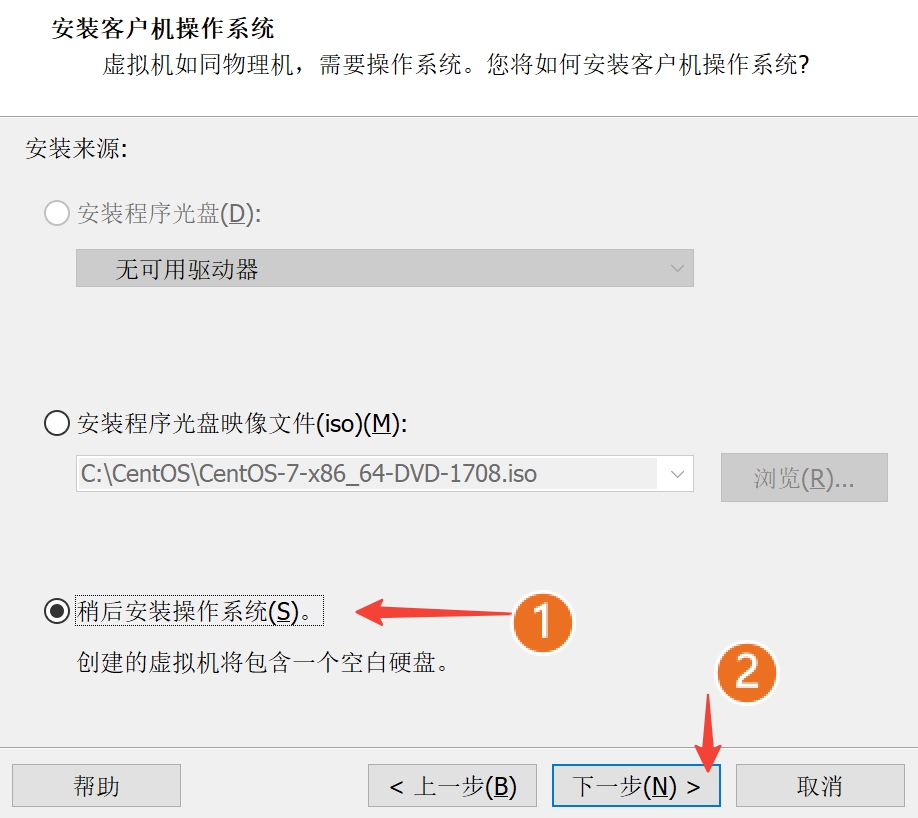 安装客户机操作系统
虚拟机如同物理机，需要操作系统。您将如何安装客户机操作系统?
安装来源:
安装程序光盘(D):
无可用驱动器
安装程序光盘映像文件(iso)(M):
C:\CentOS\CentOS-7-x86_64-DVD-1708.iso
浏览(R)...
稍后安装操作系统(S)。
1
创建的虚拟机将包含一个空白硬盘。
2
帮助
< 上一步(B)
下一步(N) >
取消